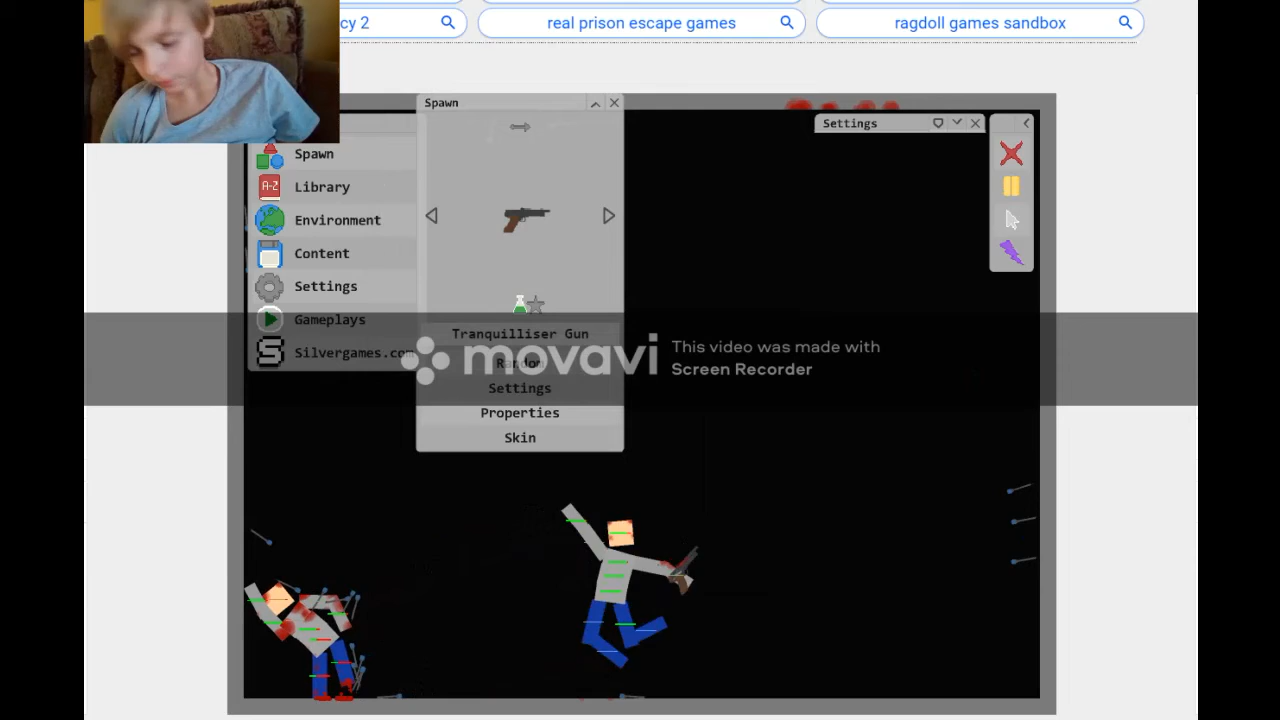 cy 2
real prison escape games
ragdoll games sandbox
Spawn
Settings
Spawn
Library
A-Z
Environment
Content
Settings
Gameplays
Silvergames.com
Tranquilliser Gun
Random
Settings
Properties
Skin
movavi
This video was made with
Screen Recorder